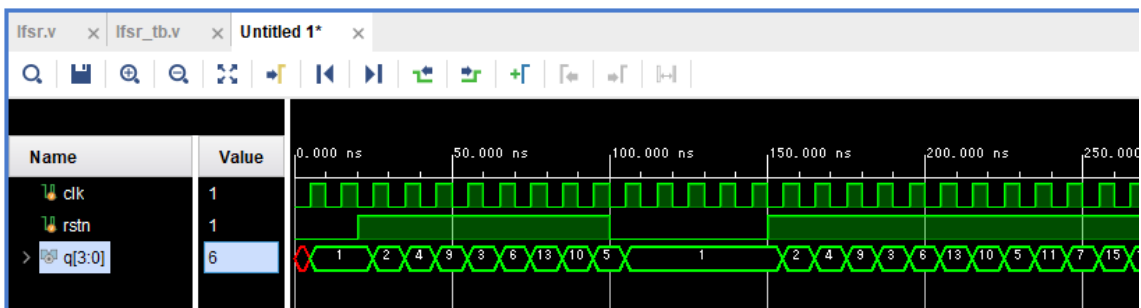 lfsr.v × lfsr_tb.v × Untitled 1* ×
Name Value 0.000 ns 50.000 ns 100.000 ns 150.000 ns 200.000 ns 250.000
clk 1
rstn 1
q[3:0] 6 1 2 4 9 3 6 13 10 5 1 2 4 9 3 6 13 10 5 11 7 15